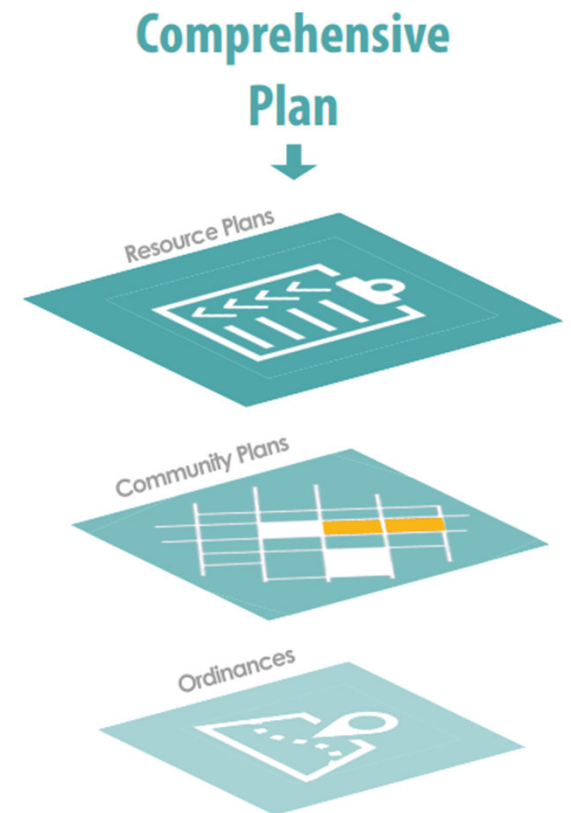 Comprehensive
Plan
Resource Plans
Community Plans
Ordinances